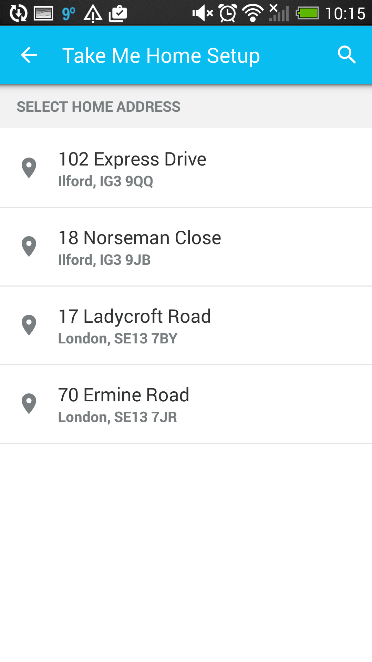 9° 10:15
Take Me Home Setup
SELECT HOME ADDRESS
102 Express Drive
Ilford, IG3 9QQ
18 Norseman Close
Ilford, IG3 9JB
17 Ladycroft Road
London, SE13 7BY
70 Ermine Road
London, SE13 7JR